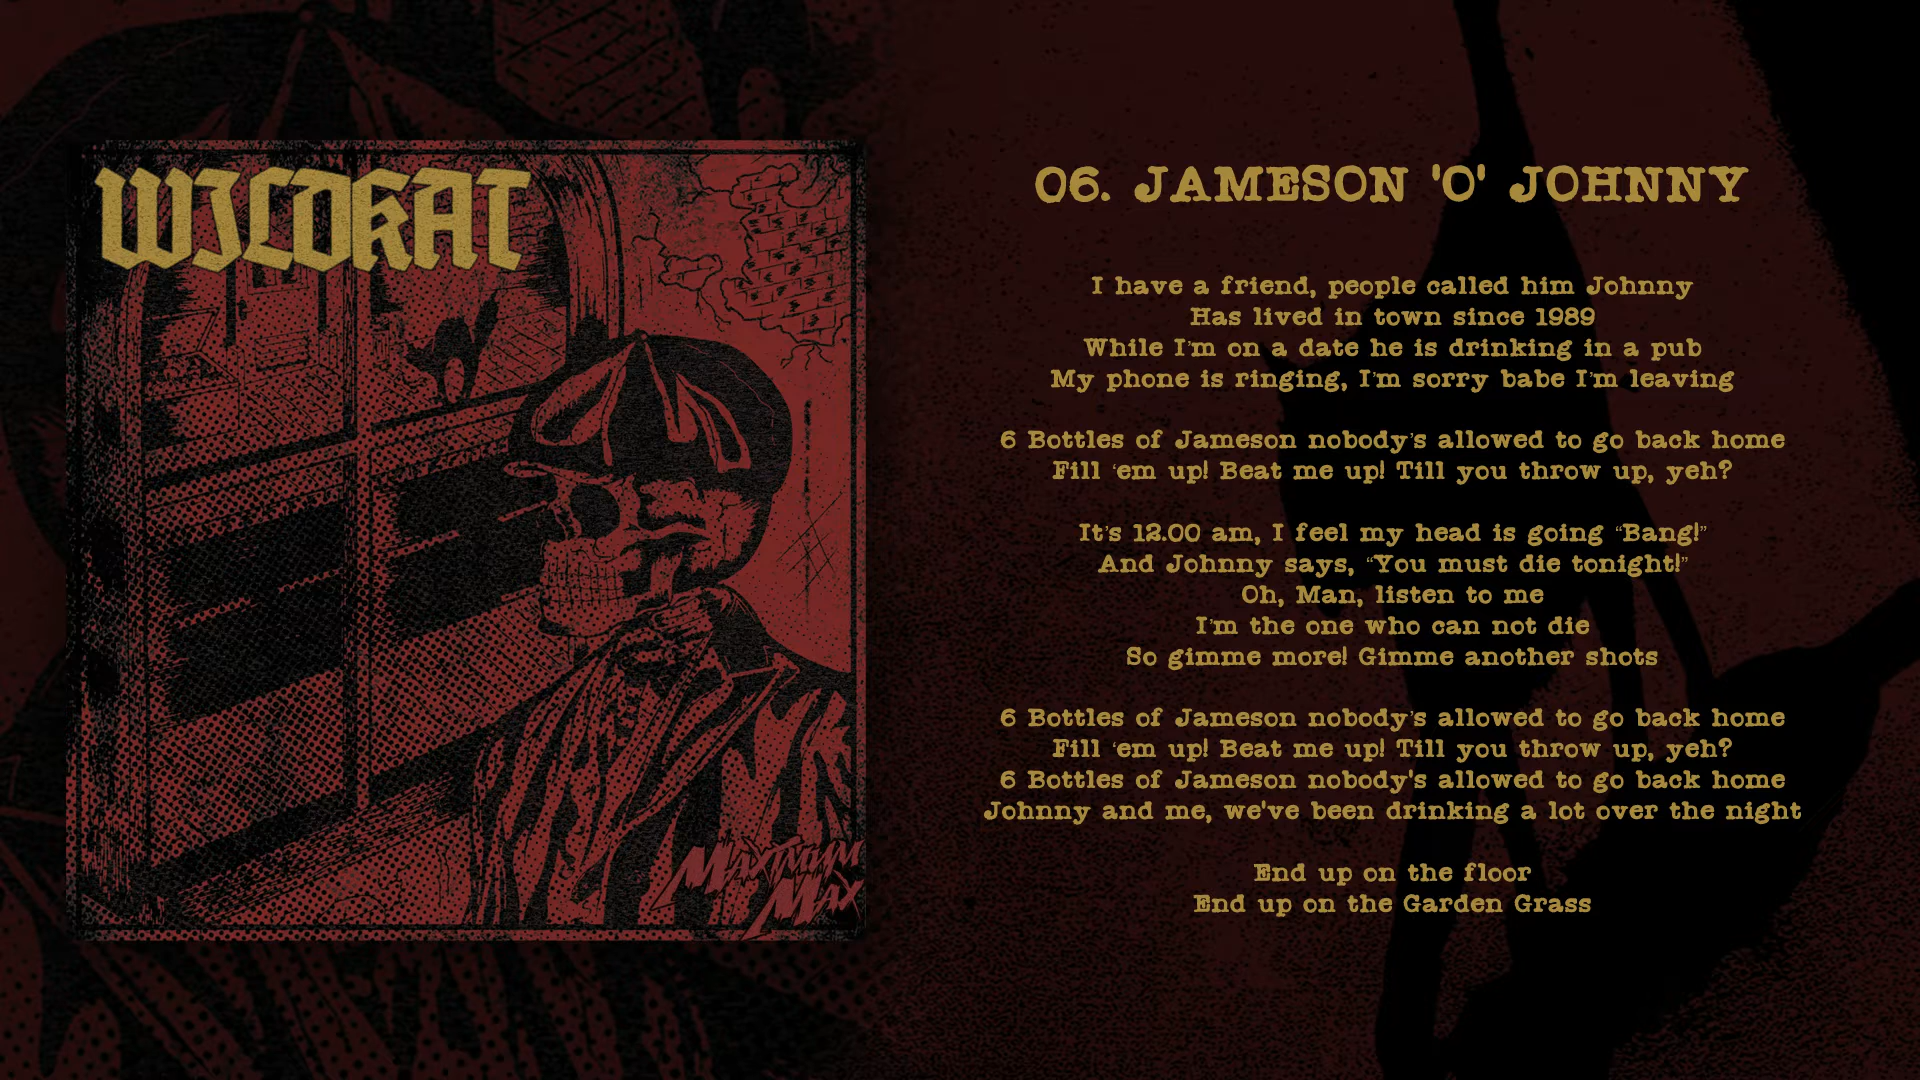 WILDKAT
MAXIMUM
MAX
06. JAMESON 'O' JOHNNY
I have a friend, people called him Johnny
Has lived in town since 1989
While I'm on a date he is drinking in a pub
My phone is ringing, I'm sorry babe I'm leaving
6 Bottles of Jameson nobody's allowed to go back home
Fill ‘em up! Beat me up! Till you throw up, yeh?
It's 12.00 am, I feel my head is going “Bang!”
And Johnny says, “You must die tonight!”
Oh, Man, listen to me
I'm the one who can not die
So gimme more! Gimme another shots
6 Bottles of Jameson nobody's allowed to go back home
Fill ‘em up! Beat me up! Till you throw up, yeh?
6 Bottles of Jameson nobody's allowed to go back home
Johnny and me, we've been drinking a lot over the night
End up on the floor
End up on the Garden Grass